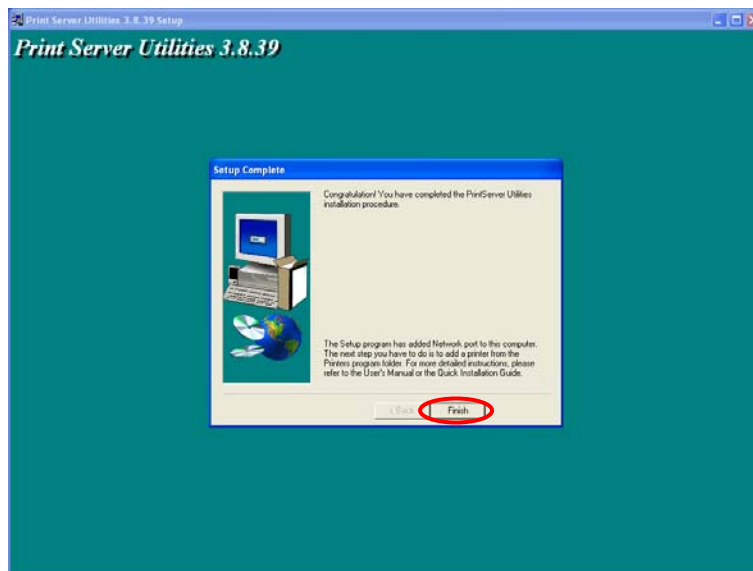 Print Server Utilities 3.8.39 Setup
Print Server Utilities 3.8.39
Setup Complete
Congratulation! You have completed the PrintServer Utilities
installation procedure.
The Setup program has added Network port to this computer.
The next step you have to do is to add a printer from the
Printers program folder. For more detailed instructions, please
refer to the User's Manual or the Quick Installation Guide.
< Back Finish